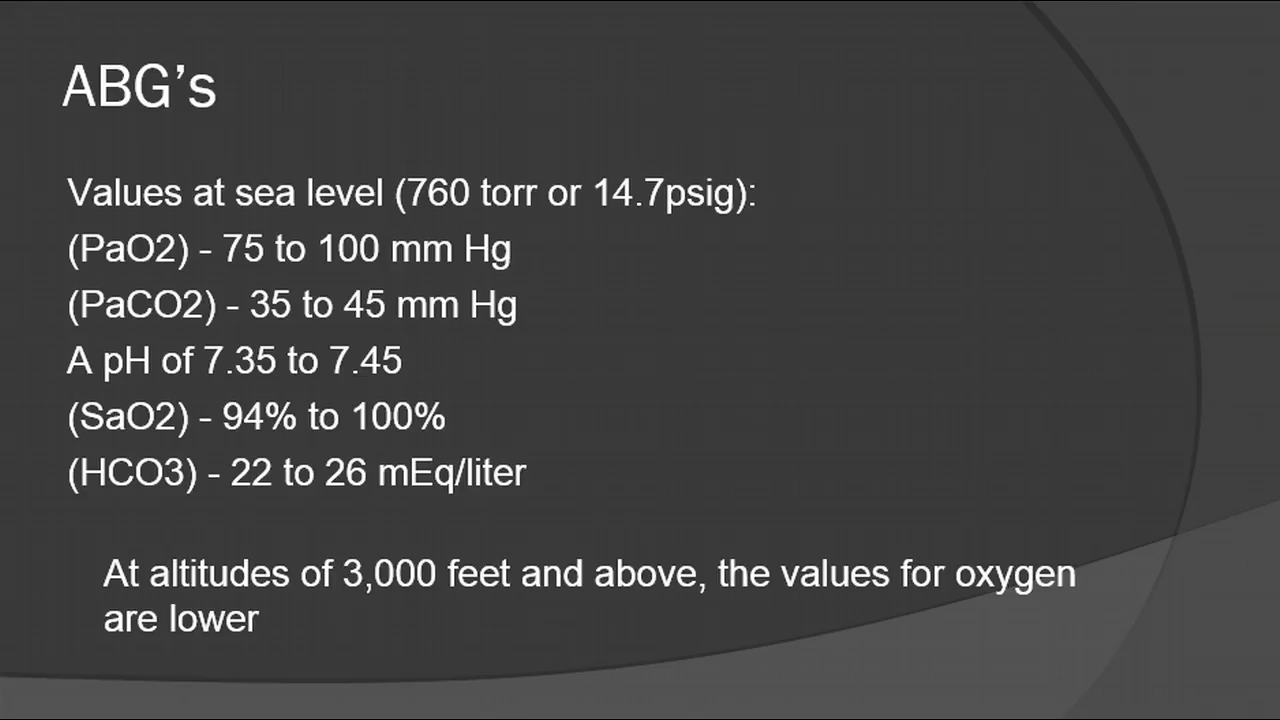 ABG’s
Values at sea level (760 torr or 14.7psig):
(PaO2) - 75 to 100 mm Hg
(PaCO2) - 35 to 45 mm Hg
A pH of 7.35 to 7.45
(SaO2) - 94% to 100%
(HCO3) - 22 to 26 mEq/liter
At altitudes of 3,000 feet and above, the values for oxygen
are lower